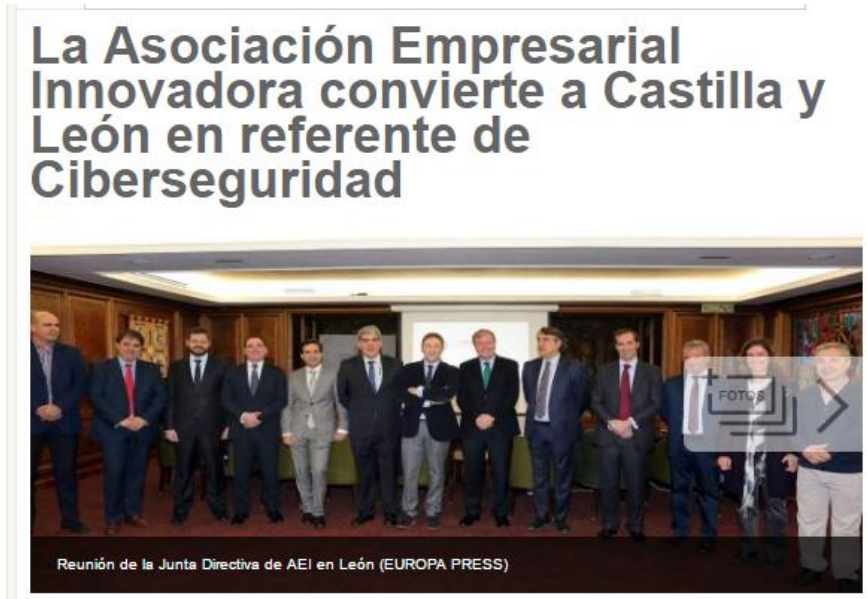 La Asociación Empresarial
Innovadora convierte a Castilla y
León en referente de
Ciberseguridad
FOTOS
Reunión de la Junta Directiva de AEI en León (EUROPA PRESS)